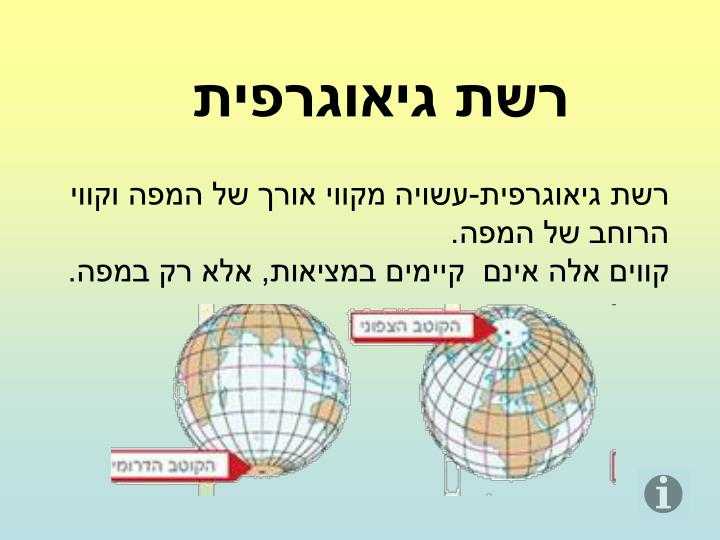 רשת גיאוגרפית
רשת גיאוגרפית-עשויה מקווי אורך של המפה וקווי
הרוחב של המפה.
קווים אלה אינם  קיימים במציאות, אלא רק במפה.
הקוטב הצפוני
הקוטב הדרומי